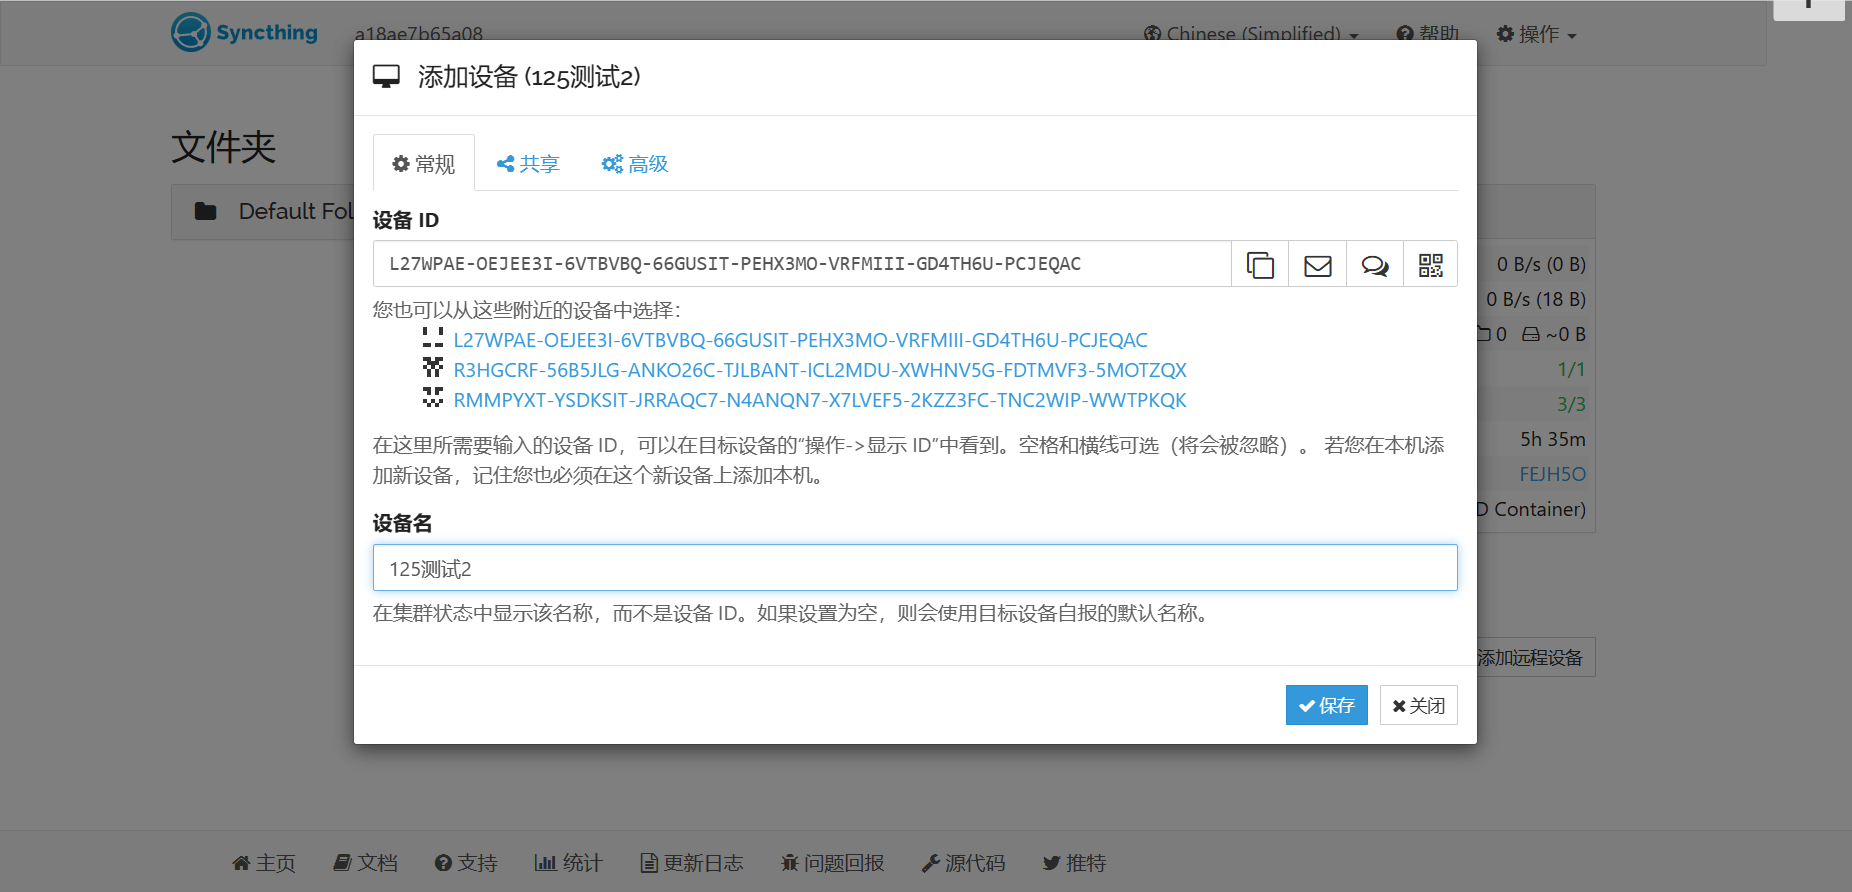 Syncthing
a18ae7b65a08
Chinese (Simplified)
帮助
操作
添加设备 (125测试2)
文件夹
Default Fol
常规
共享
高级
设备 ID
L27WPAE-OEJEE3I-6VTBVBQ-66GUSIT-PEHX3MO-VRFMIII-GD4TH6U-PCJEQAC
您也可以从这些附近的设备中选择：
L27WPAE-OEJEE3I-6VTBVBQ-66GUSIT-PEHX3MO-VRFMIII-GD4TH6U-PCJEQAC
R3HGCRF-56B5JLG-ANKO26C-TJLBANT-ICL2MDU-XWHNV5G-FDTMVF3-5MOTZQX
RMMPYXT-YSDKSIT-JRRAQC7-N4ANQN7-X7LVEF5-2KZZ3FC-TNC2WIP-WWTPKQK
在这里所需要输入的设备 ID，可以在目标设备的“操作->显示 ID”中看到。空格和横线可选（将会被忽略）。 若您在本机添
加新设备，记住您也必须在这个新设备上添加本机。
设备名
125测试2
在集群状态中显示该名称，而不是设备 ID。如果设置为空，则会使用目标设备自报的默认名称。
保存
关闭
0 B/s (0 B)
0 B/s (18 B)
0 ~0 B
1/1
3/3
5h 35m
FEJH5O
D Container)
添加远程设备
主页
文档
支持
统计
更新日志
问题回报
源代码
推特